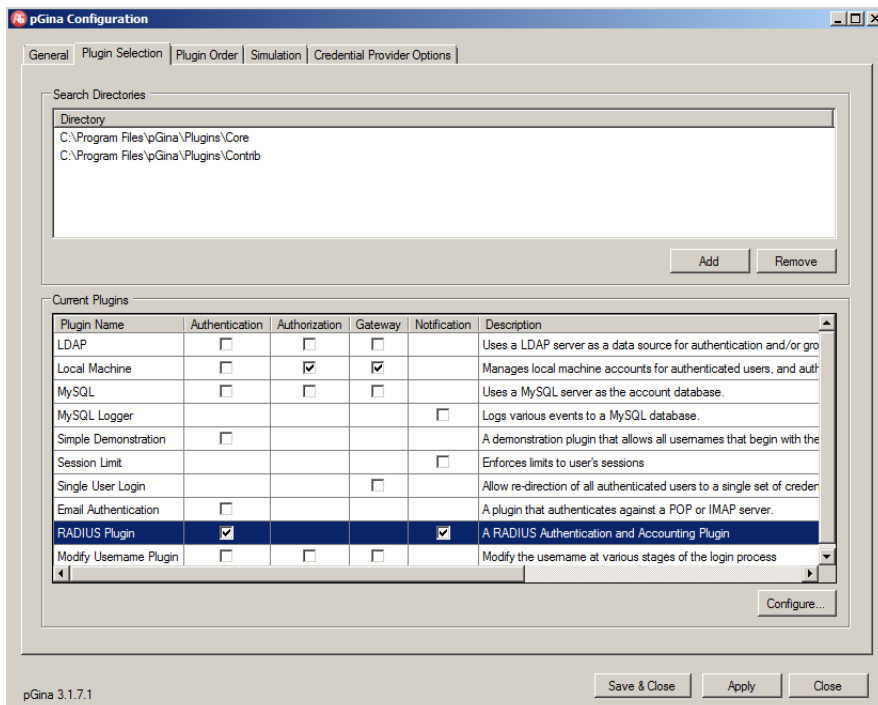 pGina Configuration
General Plugin Selection Plugin Order Simulation Credential Provider Options
Search Directories
Directory
C:\Program Files\pGina\Plugins\Core
C:\Program Files\pGina\Plugins\Contrib
Add Remove
Current Plugins
Plugin Name Authentication Authorization Gateway Notification Description
LDAP Uses a LDAP server as a data source for authentication and/or gro
Local Machine Manages local machine accounts for authenticated users, and auth
MySQL Uses a MySQL server as the account database.
MySQL Logger Logs various events to a MySQL database.
Simple Demonstration A demonstration plugin that allows all usernames that begin with the
Session Limit Enforces limits to user's sessions
Single User Login Allow re-direction of all authenticated users to a single set of creden
Email Authentication A plugin that authenticates against a POP or IMAP server.
RADIUS Plugin A RADIUS Authentication and Accounting Plugin
Modify Username Plugin Modify the username at various stages of the login process
Configure...
pGina 3.1.7.1 Save & Close Apply Close